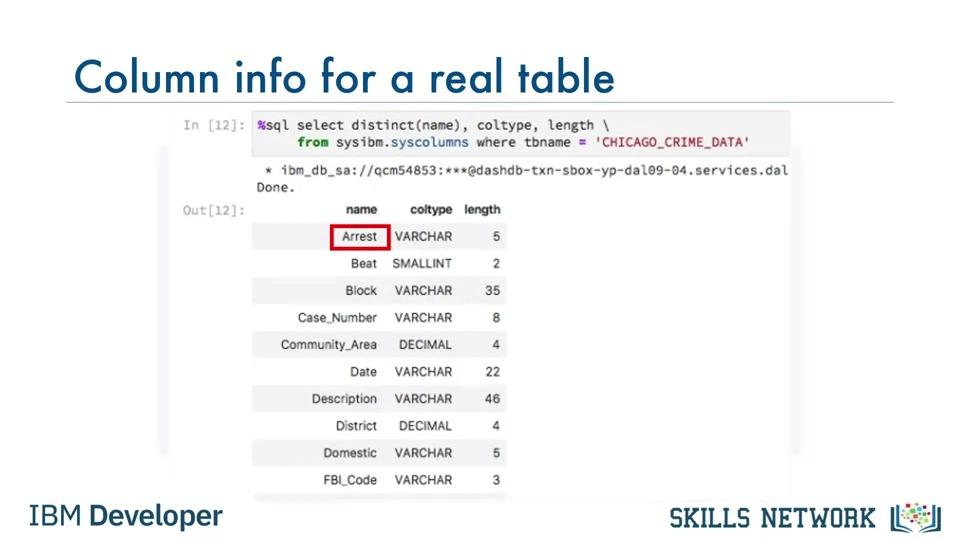 Column info for a real table
In [12]: %sql select distinct(name), coltype, length \
from sysibm.syscolumns where tbname = 'CHICAGO_CRIME_DATA'
* ibm_db_sa://qcm54853:***@dashdb-txn-sbox-yp-dal09-04.services.dal
Done.
Out[12]:
name coltype length
Arrest VARCHAR 5
Beat SMALLINT 2
Block VARCHAR 35
Case_Number VARCHAR 8
Community_Area DECIMAL 4
Date VARCHAR 22
Description VARCHAR 46
District DECIMAL 4
Domestic VARCHAR 5
FBI_Code VARCHAR 3
IBM Developer
SKILLS NETWORK